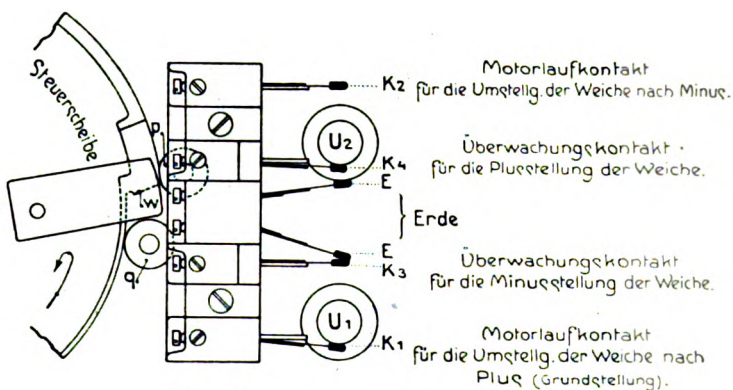 Steuerscheibe
p
w
q
U2
U1
K2
Motorlaufkontakt
für die Umstellg. der Weiche nach Minus.
K4
Überwachungskontakt
für die Plusstellung der Weiche.
E
Erde
E
K3
Überwachungskontakt
für die Minusstellung der Weiche.
K1
Motorlaufkontakt
für die Umstellg. der Weiche nach
Plus (Grundstellung).